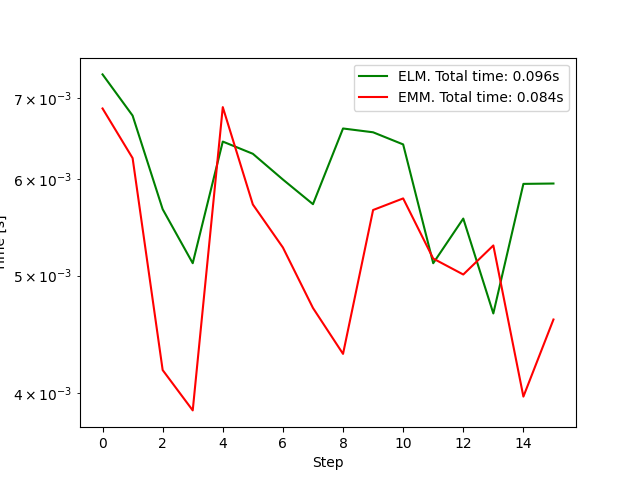 ELM. Total time: 0.096s
EMM. Total time: 0.084s
7 × 10⁻³
6 × 10⁻³
5 × 10⁻³
4 × 10⁻³
Time [s]
0 2 4 6 8 10 12 14
Step